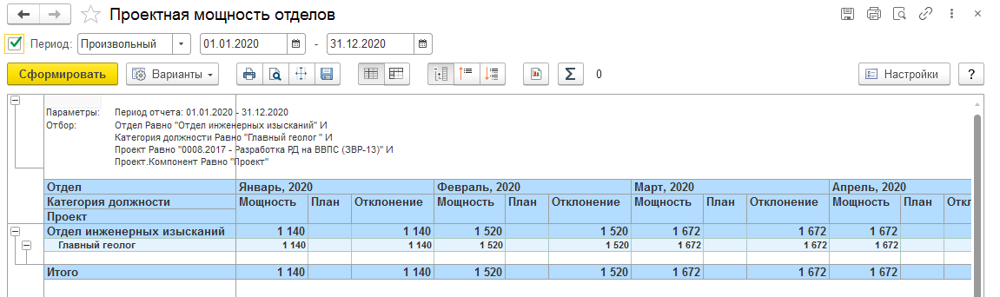 Проектная мощность отделов
Период: Произвольный 01.01.2020 - 31.12.2020
Сформировать Варианты Σ 0 Настройки ?
Параметры: Период отчета: 01.01.2020 - 31.12.2020
Отбор: Отдел Равно "Отдел инженерных изысканий" И
Категория должности Равно "Главный геолог " И
Проект Равно "0008.2017 - Разработка РД на ВВПС (ЗВР-13)" И
Проект.Компонент Равно "Проект"
Отдел Январь, 2020 Февраль, 2020 Март, 2020 Апрель, 2020
Категория должности Мощность План Отклонение Мощность План Отклонение Мощность План Отклонение Мощность План Откл
Проект
Отдел инженерных изысканий 1 140 1 140 1 520 1 520 1 672 1 672 1 672
Главный геолог 1 140 1 140 1 520 1 520 1 672 1 672 1 672
Итого 1 140 1 140 1 520 1 520 1 672 1 672 1 672